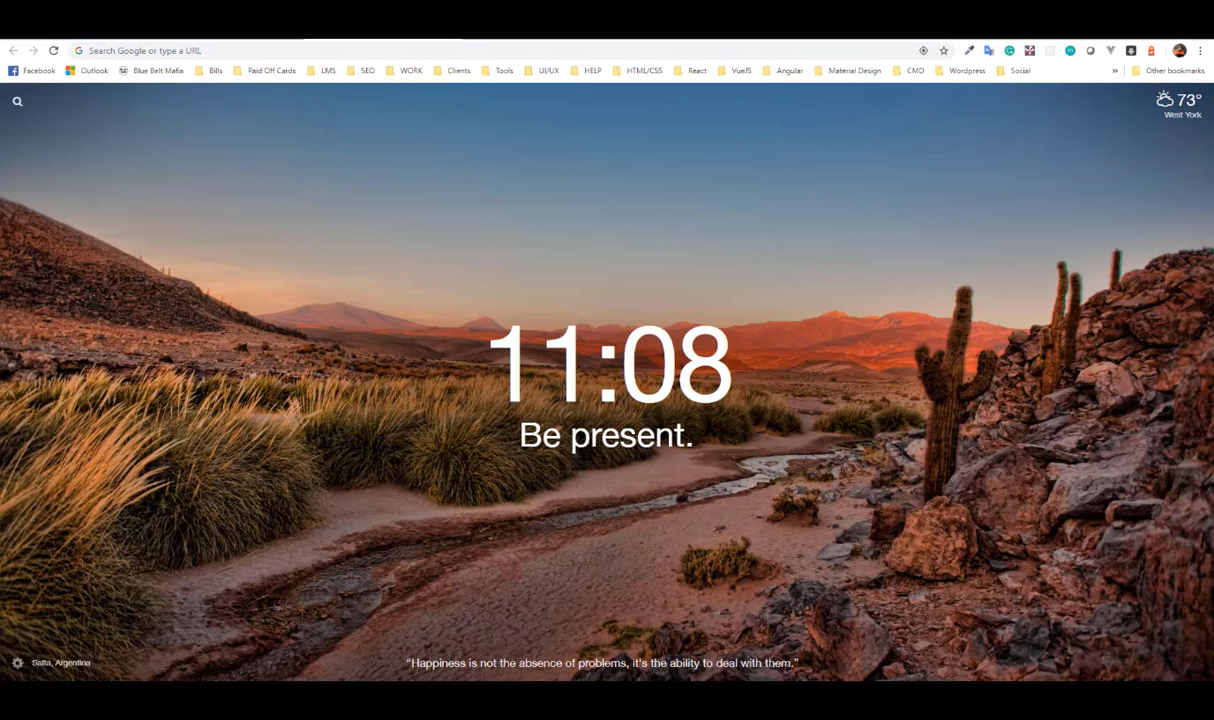 Search Google or type a URL
Facebook Outlook Blue Belt Mafia Bills Paid Off Cards LMS SEO WORK Clients Tools UI/UX HELP HTML/CSS React VueJS Angular Material Design CMD Wordpress Social » Other bookmarks
73°
West York
11:08
Be present.
Salta, Argentina
“Happiness is not the absence of problems, it's the ability to deal with them.”